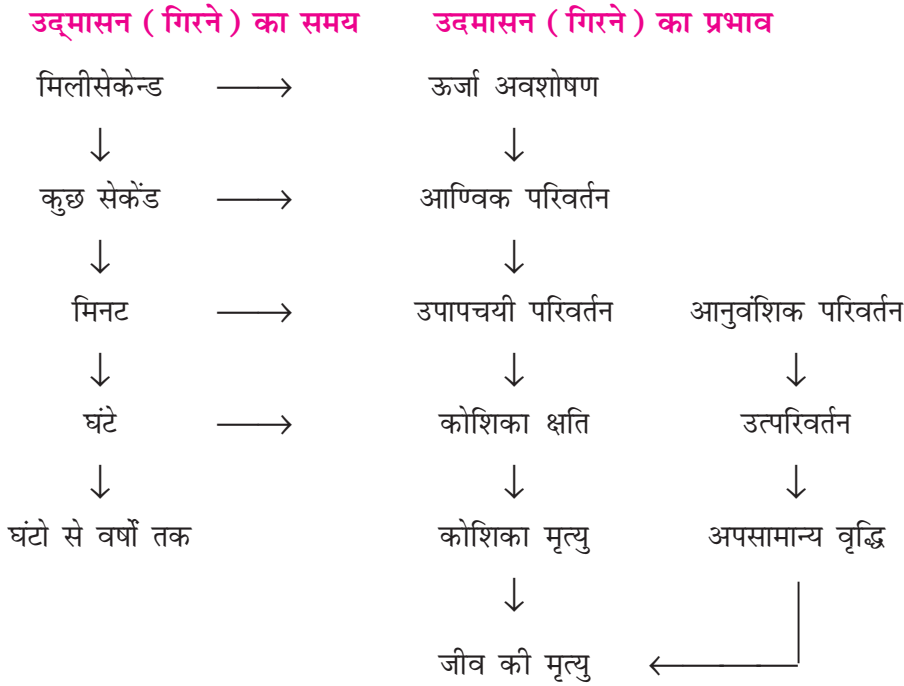 उद्‌मासन ( गिरने ) का समय उदमासन ( गिरने ) का प्रभाव
मिलीसेकेन्ड ⟶ ऊर्जा अवशोषण
↓ ↓
कुछ सेकेंड ⟶ आण्विक परिवर्तन
↓ ↓
मिनट ⟶ उपापचयी परिवर्तन आनुवंशिक परिवर्तन
↓ ↓ ↓
घंटे ⟶ कोशिका क्षति उत्परिवर्तन
↓ ↓ ↓
घंटो से वर्षों तक कोशिका मृत्यु अपसामान्य वृद्धि
↓
जीव की मृत्यु ⟵